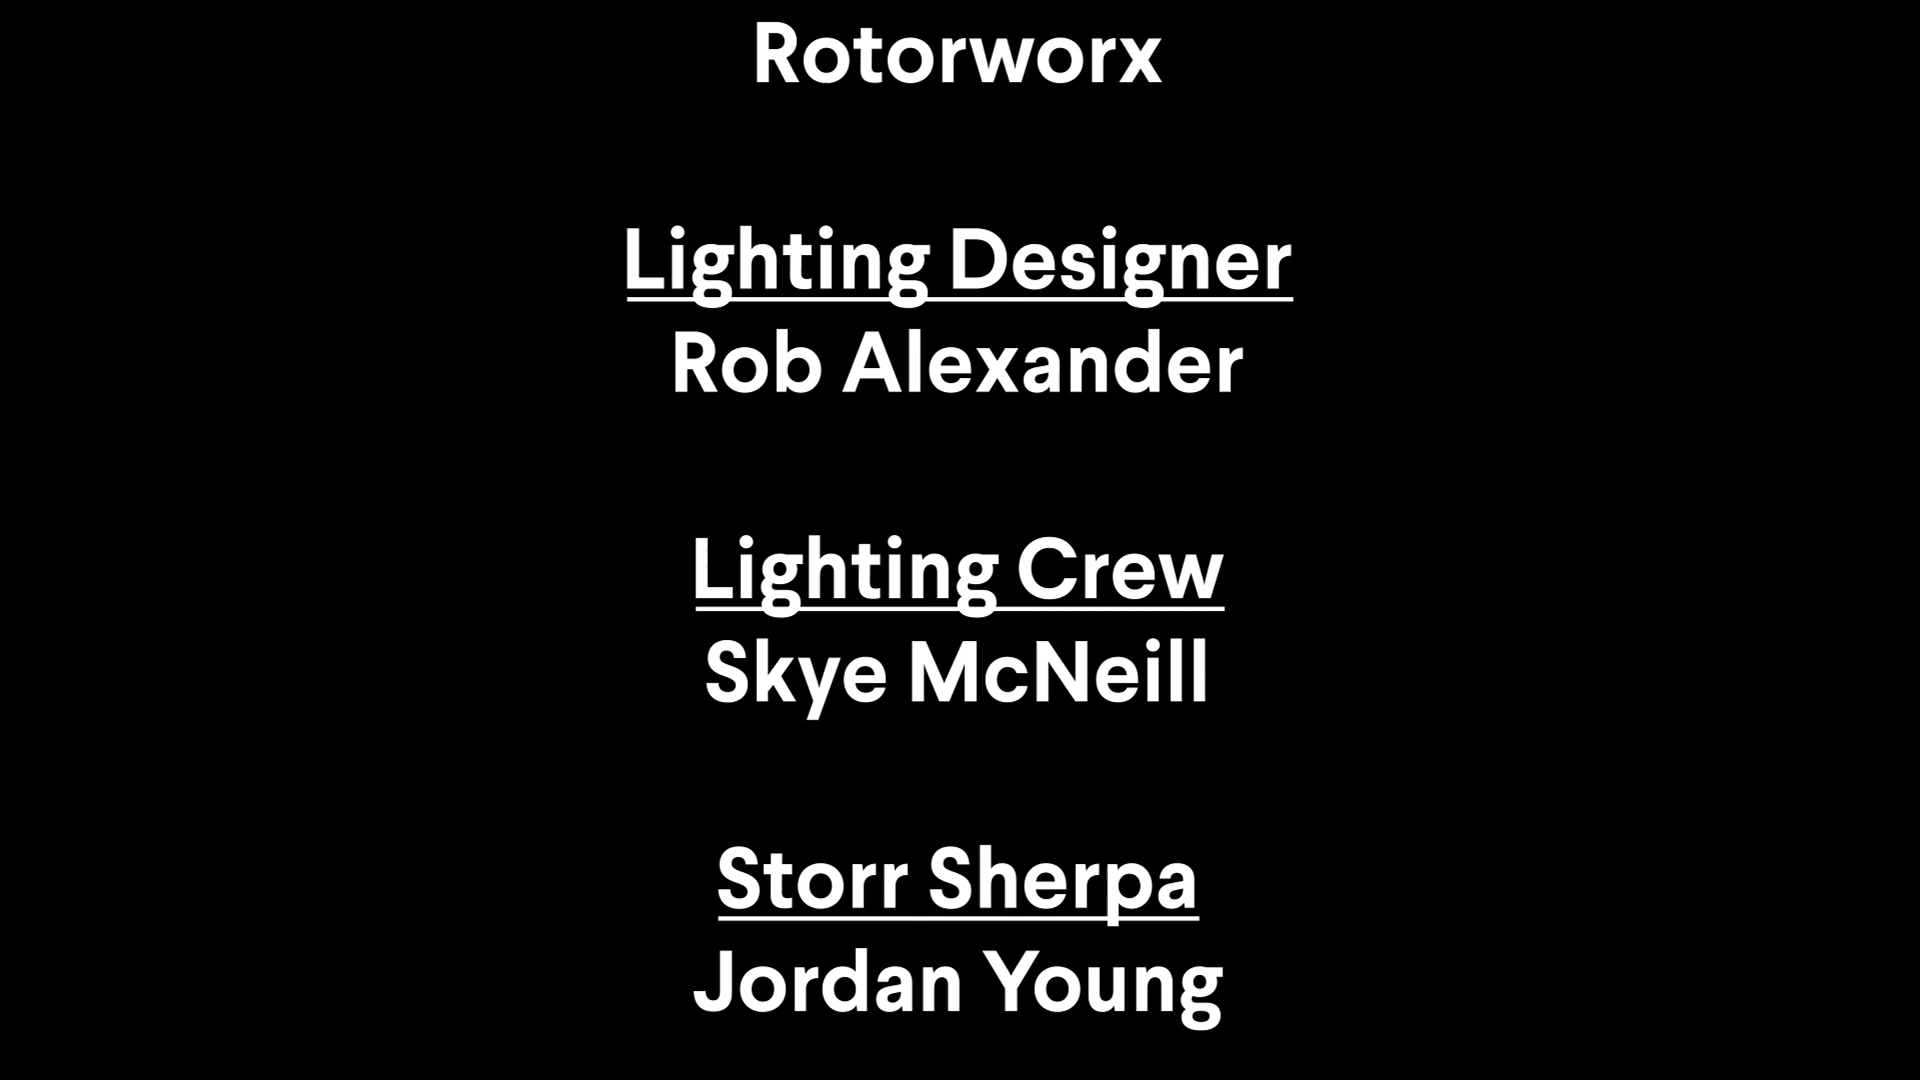 Rotorworx
Lighting Designer
Rob Alexander
Lighting Crew
Skye McNeill
Storr Sherpa
Jordan Young